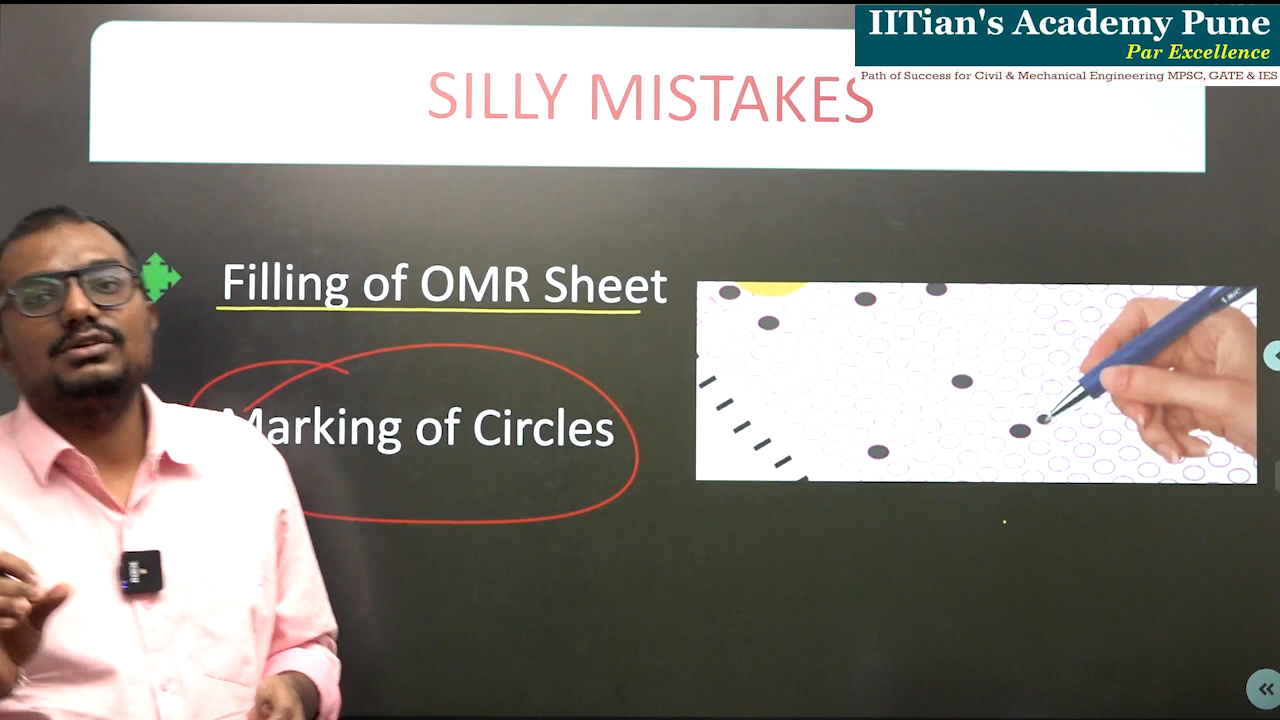 IITian's Academy Pune
Par Excellence
Path of Success for Civil & Mechanical Engineering MPSC, GATE & IES
SILLY MISTAKES
Filling of OMR Sheet
Marking of Circles